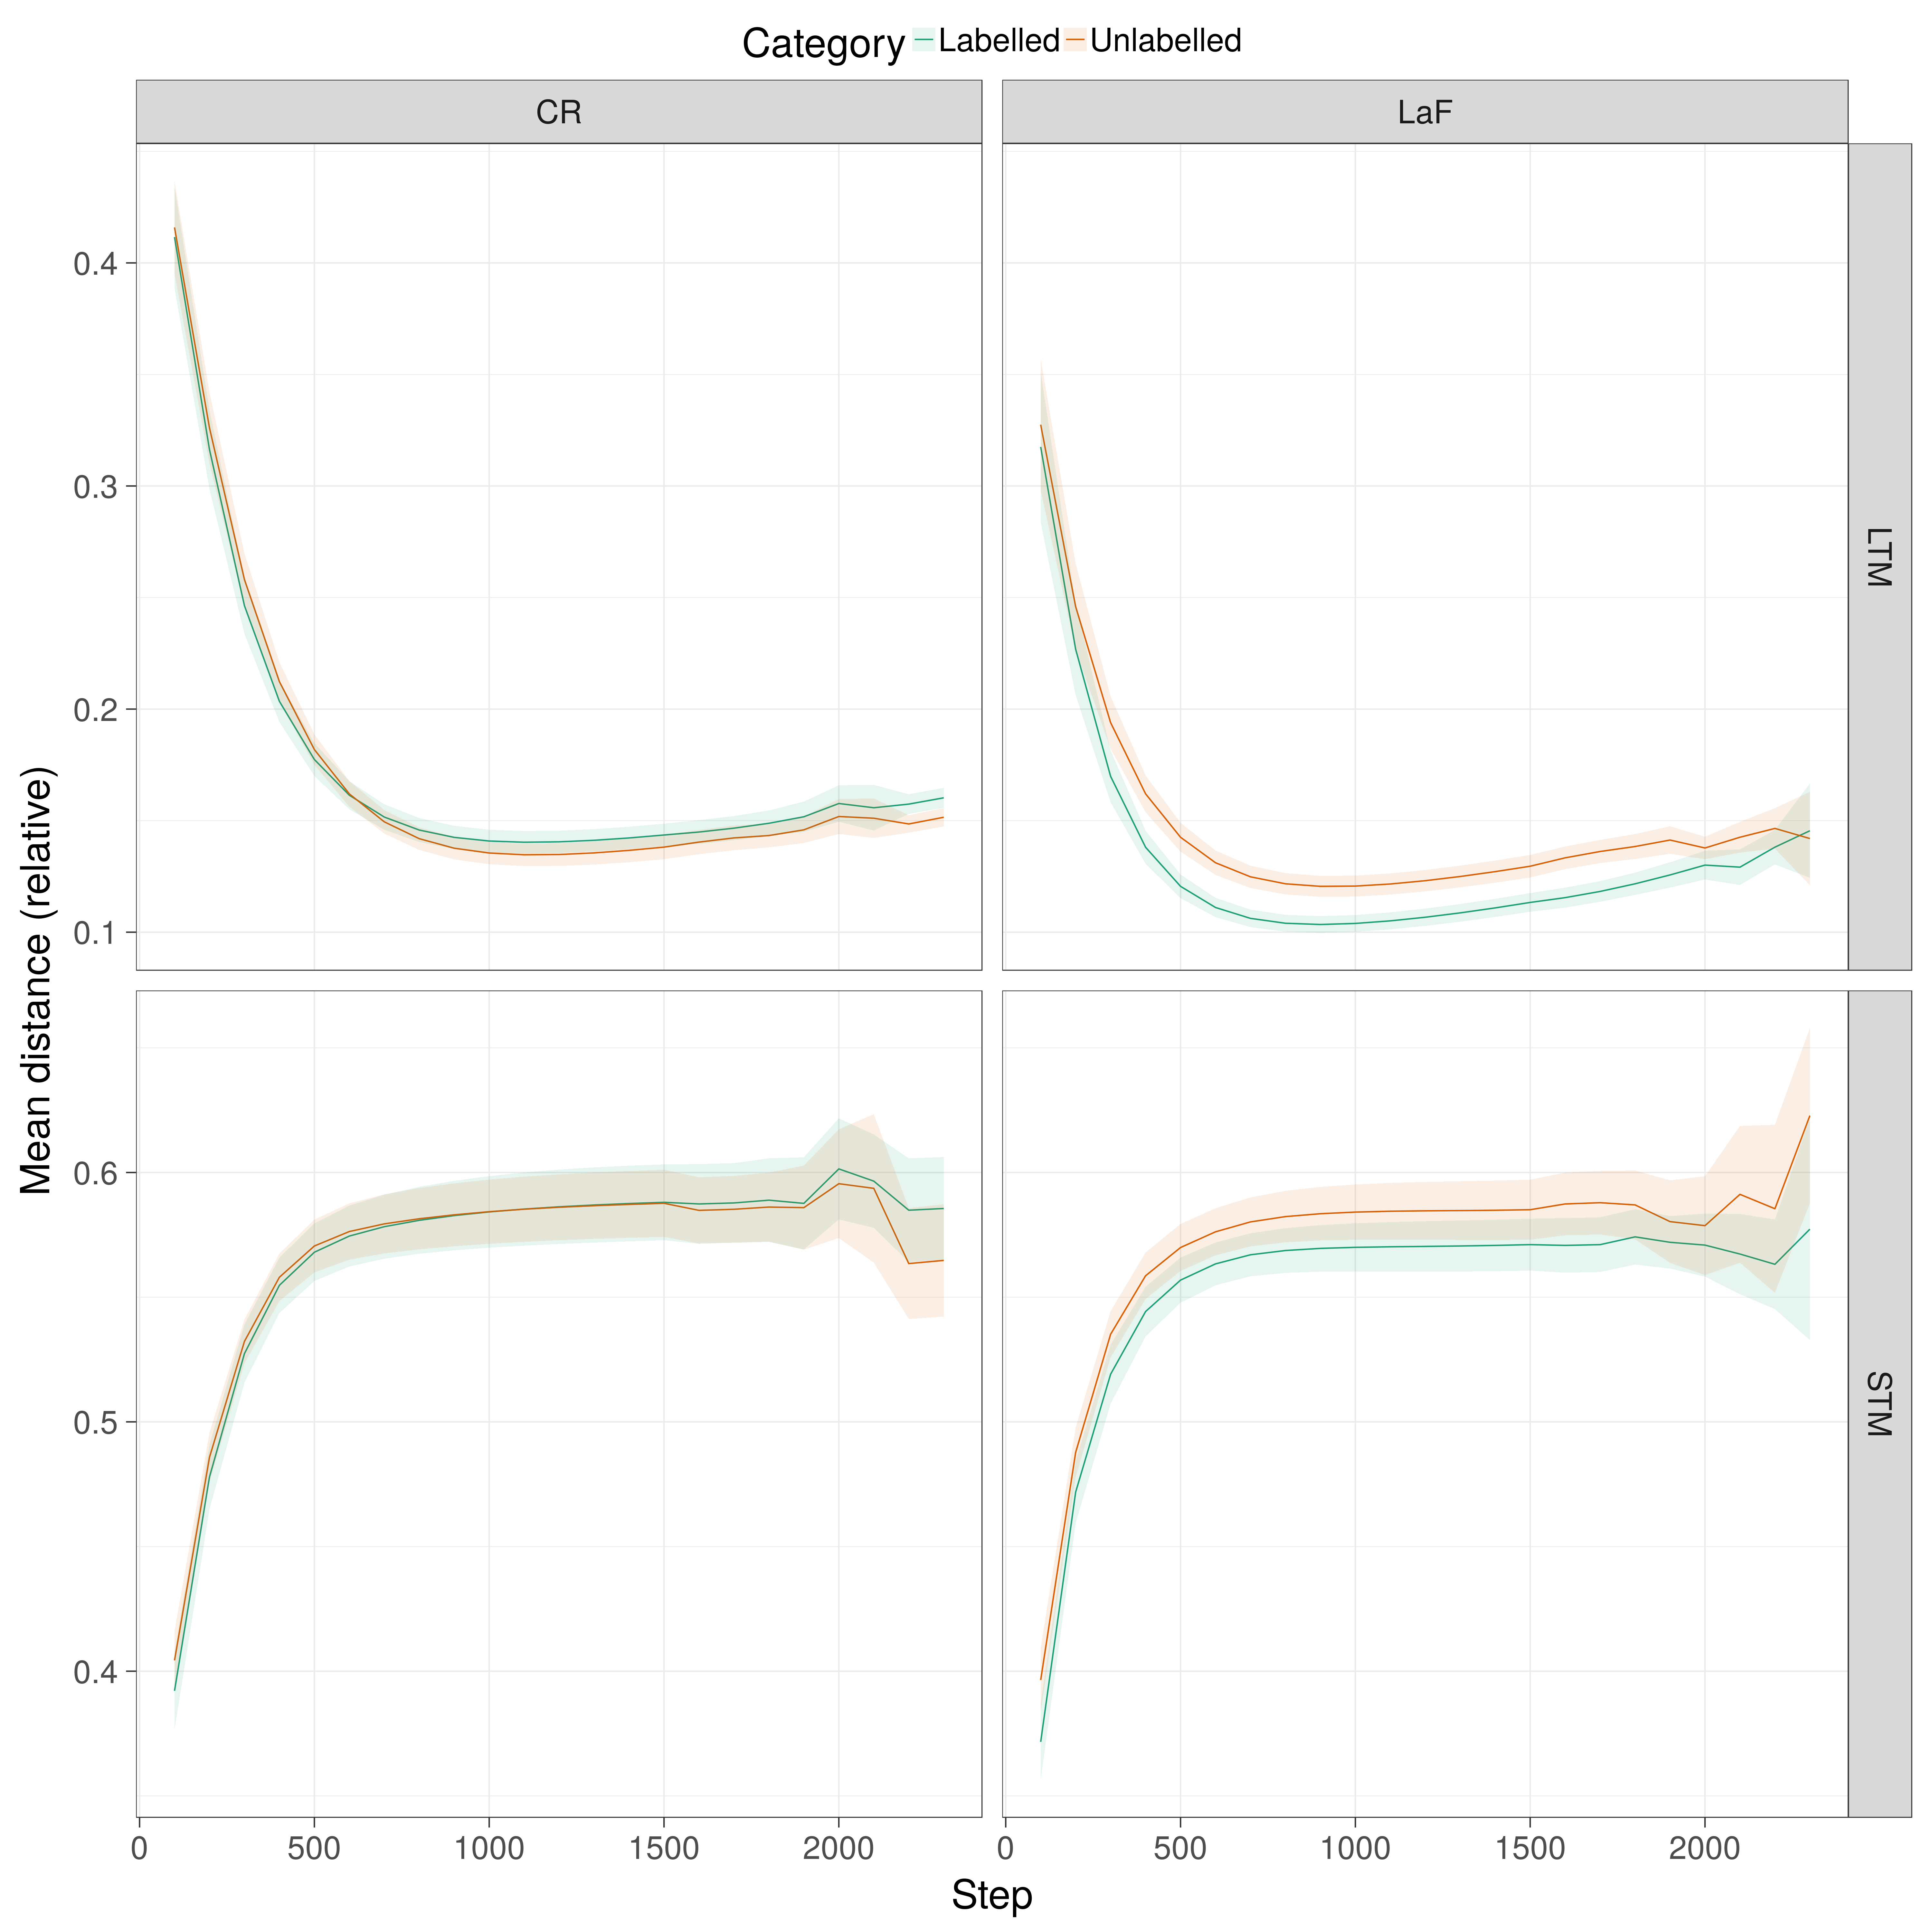 Category Labelled Unlabelled
CR LaF
0.4
0.3
0.2
0.1
LTM
Mean distance (relative)
0.6
0.5
0.4
STM
0 500 1000 1500 2000 0 500 1000 1500 2000
Step